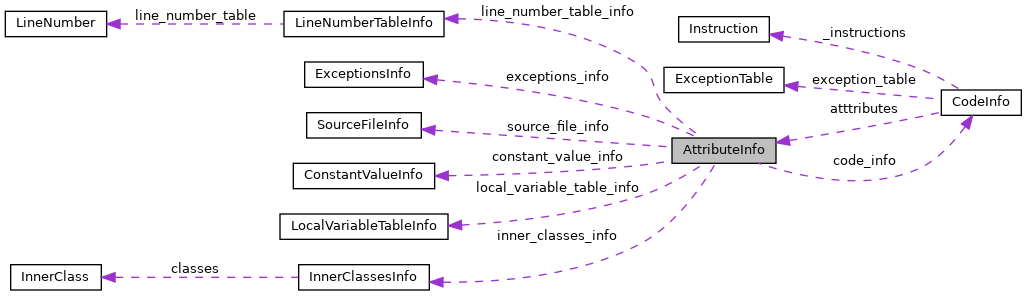 LineNumber
line_number_table
LineNumberTableInfo
line_number_table_info
Instruction
_instructions
ExceptionsInfo
exceptions_info
ExceptionTable
exception_table
CodeInfo
atttributes
SourceFileInfo
source_file_info
AttributeInfo
constant_value_info
code_info
ConstantValueInfo
local_variable_table_info
LocalVariableTableInfo
inner_classes_info
InnerClass
classes
InnerClassesInfo